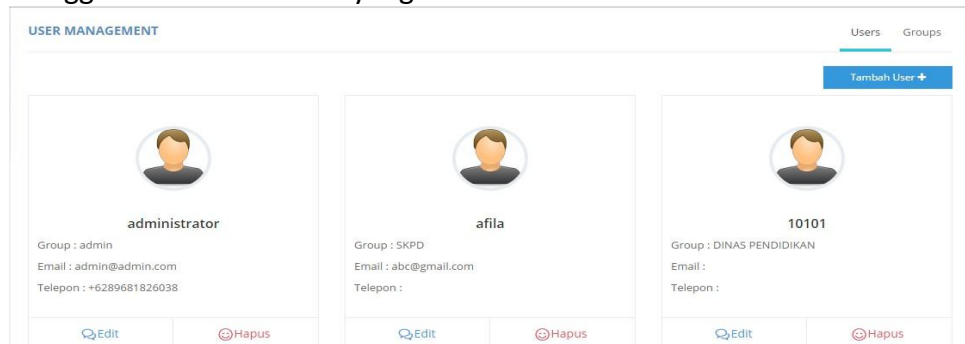 USER MANAGEMENT
Users Groups
Tambah User +
administrator
Group : admin
Email : admin@admin.com
Telepon : +6289681826038
Edit Hapus
afila
Group : SKPD
Email : abc@gmail.com
Telepon :
Edit Hapus
10101
Group : DINAS PENDIDIKAN
Email :
Telepon :
Edit Hapus